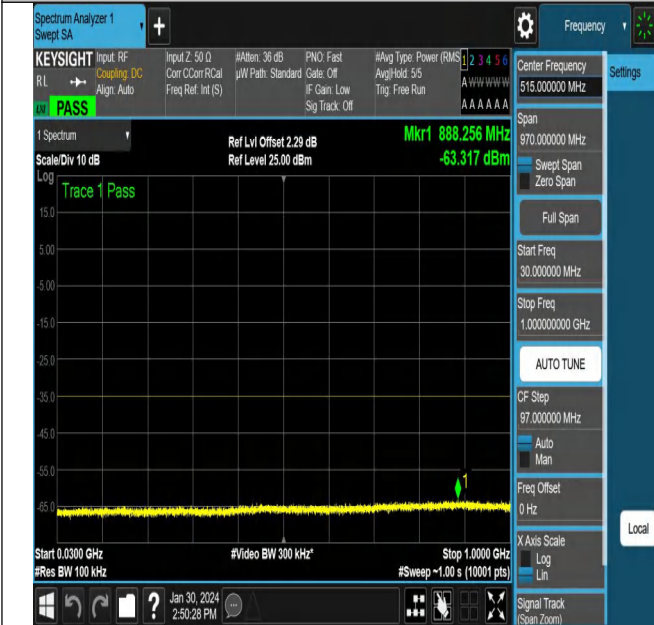 Spectrum Analyzer 1
Swept SA
+
Frequency
KEYSIGHT
RL
PASS
Input: RF
Coupling: DC
Align: Auto
Input Z: 50 Ω
Corr CCorr RCal
Freq Ref: Int (S)
#Atten: 36 dB
µW Path: Standard
PNO: Fast
Gate: Off
IF Gain: Low
Sig Track: Off
#Avg Type: Power (RMS
Avg|Hold: 5/5
Trig: Free Run
1 2 3 4 5 6
A W W W W W
A A A A A A
1 Spectrum
Scale/Div 10 dB
Log
Ref Lvl Offset 2.29 dB
Ref Level 25.00 dBm
Mkr1 888.256 MHz
-63.317 dBm
Trace 1 Pass
15.0
5.00
-5.00
-15.0
-25.0
-35.0
-45.0
-55.0
-65.0
1
Start 0.0300 GHz
#Res BW 100 kHz
#Video BW 300 kHz*
Stop 1.0000 GHz
#Sweep ~1.00 s (10001 pts)
?
Jan 30, 2024
2:50:28 PM
Center Frequency
515.000000 MHz
Settings
Span
970.000000 MHz
Swept Span
Zero Span
Full Span
Start Freq
30.000000 MHz
Stop Freq
1.000000000 GHz
AUTO TUNE
CF Step
97.000000 MHz
Auto
Man
Freq Offset
0 Hz
Local
X Axis Scale
Log
Lin
Signal Track
(Span Zoom)